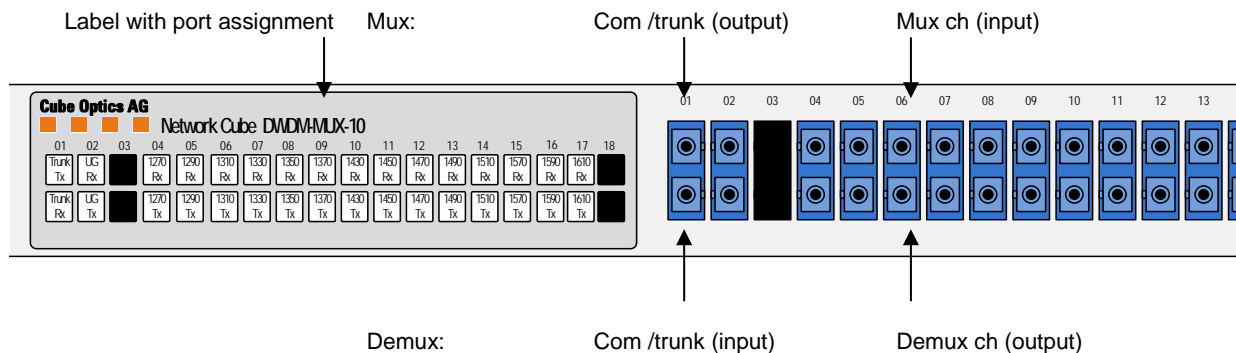 Label with port assignment Mux: Com /trunk (output) Mux ch (input)
Cube Optics AG
Network Cube DWDM-MUX-10
01 02 03 04 05 06 07 08 09 10 11 12 13 14 15 16 17 18
Trunk UG 1270 1290 1310 1330 1350 1370 1430 1450 1470 1490 1510 1570 1590 1610
Tx Rx Rx Rx Rx Rx Rx Rx Rx Rx Rx Rx Rx Rx Rx Rx
Trunk UG 1270 1290 1310 1330 1350 1370 1430 1450 1470 1490 1510 1570 1590 1610
Rx Tx Tx Tx Tx Tx Tx Tx Tx Tx Tx Tx Tx Tx Tx Tx
01 02 03 04 05 06 07 08 09 10 11 12 13
Demux: Com /trunk (input) Demux ch (output)